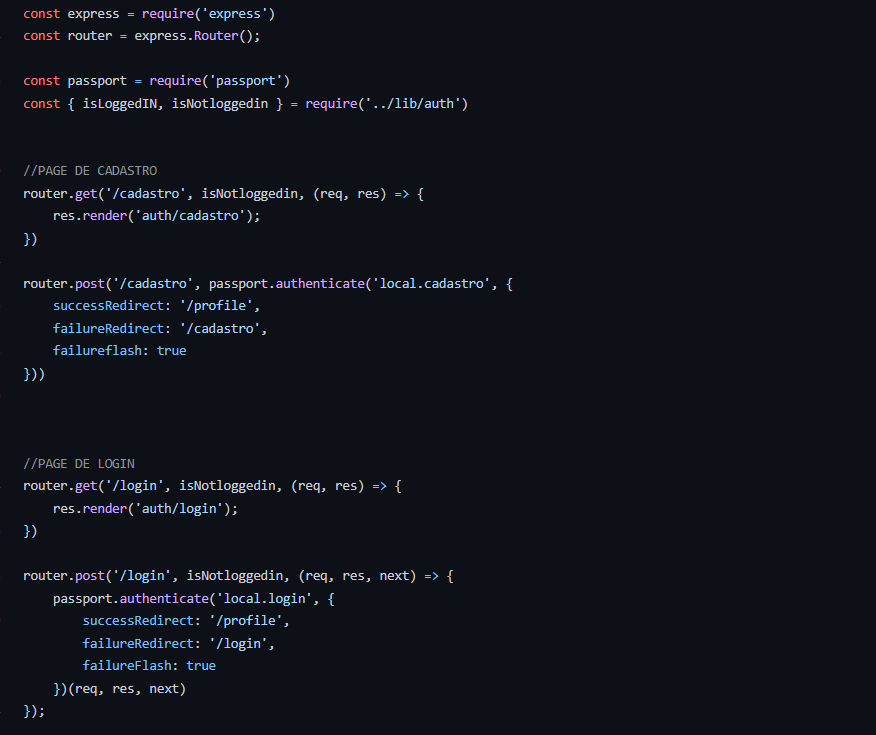 const express = require('express')
const router = express.Router();
const passport = require('passport')
const { isLoggedIN, isNotloggedin } = require('../lib/auth')
//PAGE DE CADASTRO
router.get('/cadastro', isNotloggedin, (req, res) => {
    res.render('auth/cadastro');
})
router.post('/cadastro', passport.authenticate('local.cadastro', {
    successRedirect: '/profile',
    failureRedirect: '/cadastro',
    failureflash: true
}))
//PAGE DE LOGIN
router.get('/login', isNotloggedin, (req, res) => {
    res.render('auth/login');
})
router.post('/login', isNotloggedin, (req, res, next) => {
    passport.authenticate('local.login', {
        successRedirect: '/profile',
        failureRedirect: '/login',
        failureFlash: true
    })(req, res, next)
});